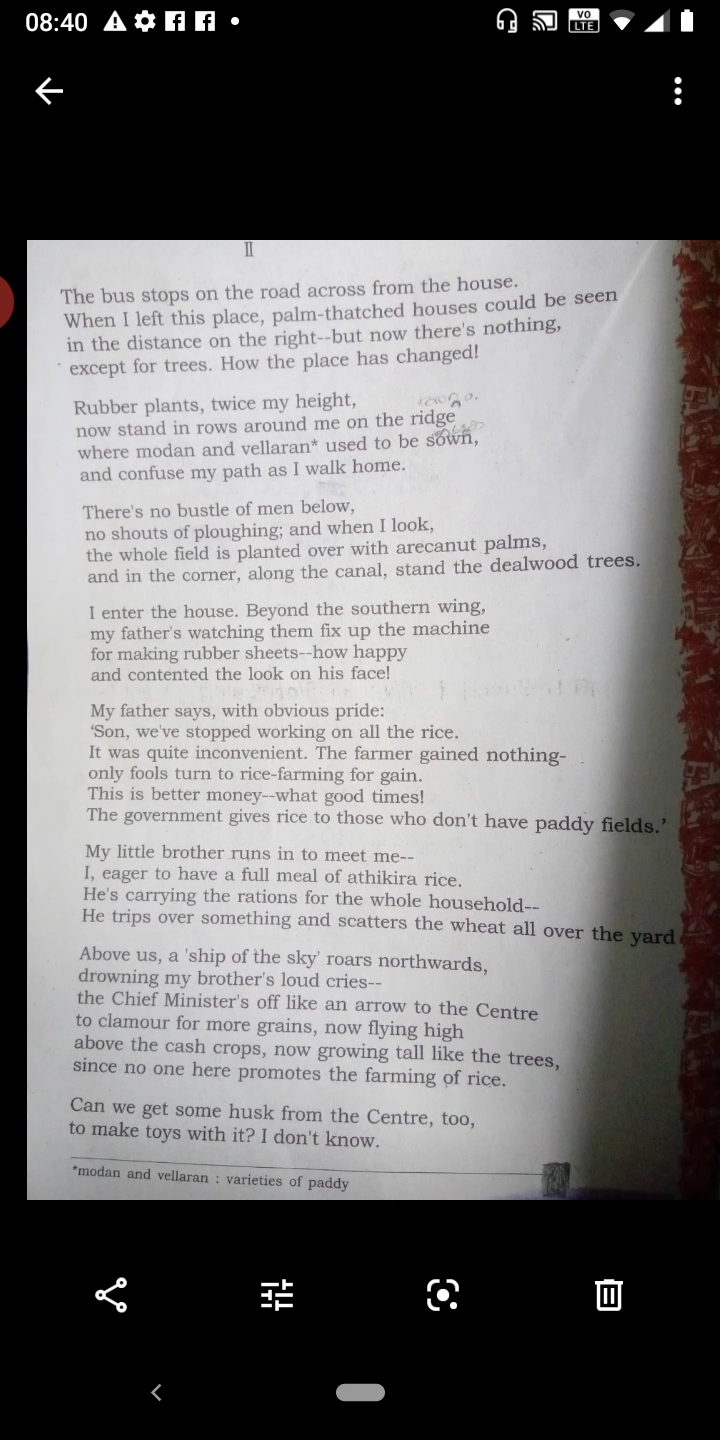 08:40
VO
LTE
II
The bus stops on the road across from the house.
When I left this place, palm-thatched houses could be seen
in the distance on the right--but now there's nothing,
except for trees. How the place has changed!
Rubber plants, twice my height,
now stand in rows around me on the ridge
where modan and vellaran* used to be sown,
and confuse my path as I walk home.
There's no bustle of men below,
no shouts of ploughing; and when I look,
the whole field is planted over with arecanut palms,
and in the corner, along the canal, stand the dealwood trees.
I enter the house. Beyond the southern wing,
my father's watching them fix up the machine
for making rubber sheets--how happy
and contented the look on his face!
My father says, with obvious pride:
'Son, we've stopped working on all the rice.
It was quite inconvenient. The farmer gained nothing-
only fools turn to rice-farming for gain.
This is better money--what good times!
The government gives rice to those who don't have paddy fields.'
My little brother runs in to meet me--
I, eager to have a full meal of athikira rice.
He's carrying the rations for the whole household--
He trips over something and scatters the wheat all over the yard
Above us, a 'ship of the sky' roars northwards,
drowning my brother's loud cries--
the Chief Minister's off like an arrow to the Centre
to clamour for more grains, now flying high
above the cash crops, now growing tall like the trees,
since no one here promotes the farming of rice.
Can we get some husk from the Centre, too,
to make toys with it? I don't know.
*modan and vellaran : varieties of paddy